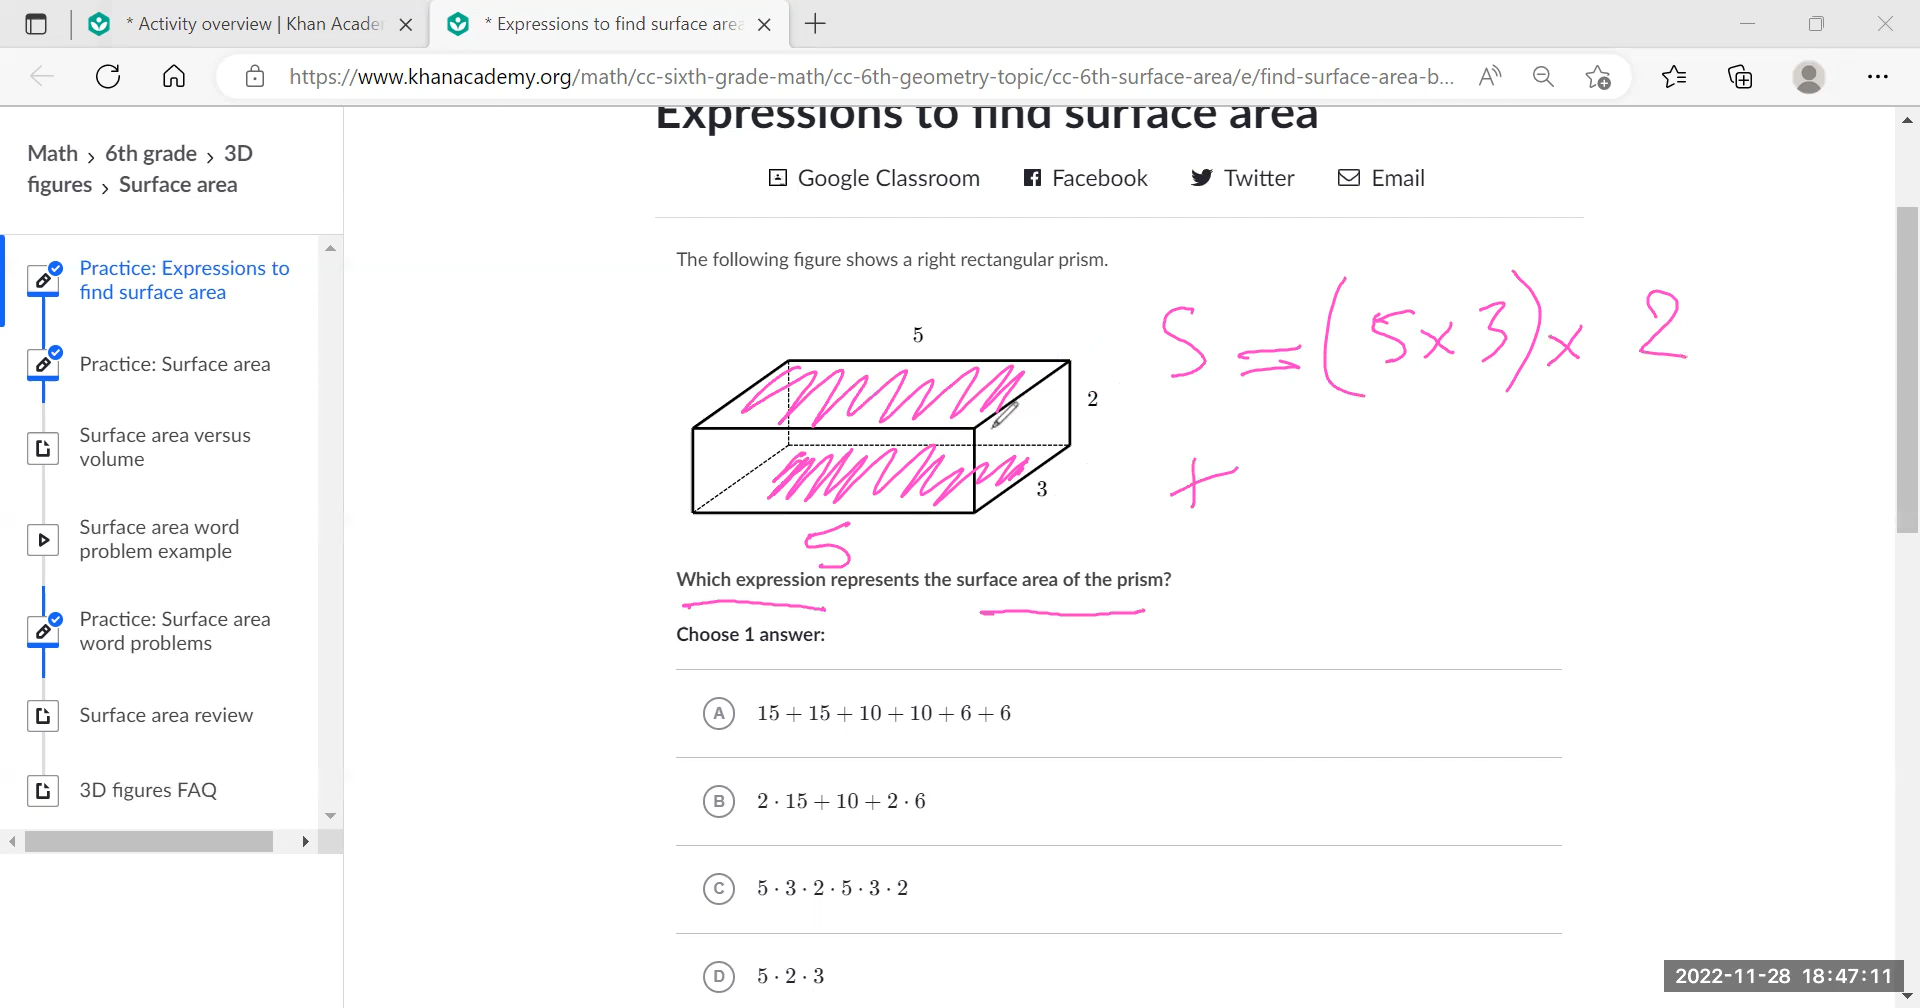 * Activity overview | Khan Acade
* Expressions to find surface area
https://www.khanacademy.org/math/cc-sixth-grade-math/cc-6th-geometry-topic/cc-6th-surface-area/e/find-surface-area-b...
Math > 6th grade > 3D
figures > Surface area
Practice: Expressions to
find surface area
Practice: Surface area
Surface area versus
volume
Surface area word
problem example
Practice: Surface area
word problems
Surface area review
3D figures FAQ
Expressions to find surface area
Google Classroom Facebook Twitter Email
The following figure shows a right rectangular prism.
5
2
3
5
S = (5 x 3) x 2
+
Which expression represents the surface area of the prism?
Choose 1 answer:
A 15 + 15 + 10 + 10 + 6 + 6
B 2 · 15 + 10 + 2 · 6
C 5 · 3 · 2 · 5 · 3 · 2
D 5 · 2 · 3
2022-11-28 18:47:11